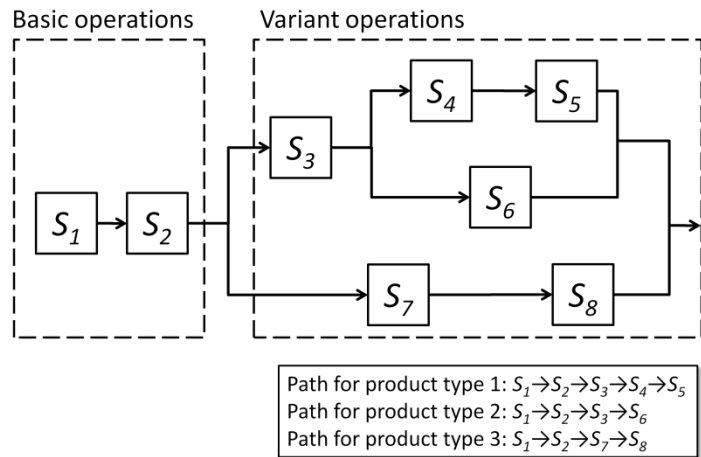 Basic operations
Variant operations
S4
S5
S3
S1
S2
S6
S7
S8
Path for product type 1: S1→S2→S3→S4→S5
Path for product type 2: S1→S2→S3→S6
Path for product type 3: S1→S2→S7→S8